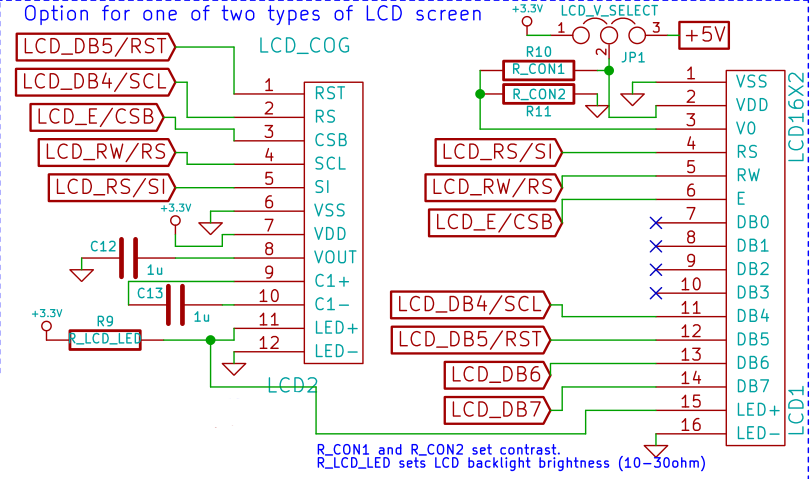 Option for one of two types of LCD screen
LCD_DB5/RST
LCD_DB4/SCL
LCD_E/CSB
LCD_RW/RS
LCD_RS/SI
LCD_COG
1 RST
2 RS
3 CSB
4 SCL
5 SI
6 VSS
7 VDD
8 VOUT
9 C1+
10 C1-
11 LED+
12 LED-
LCD2
+3.3V
C12
1u
C13
1u
+3.3V
R9
R_LCD_LED
+3.3V
LCD_V_SELECT
1
2
3
JP1
+5V
R10
R_CON1
R_CON2
R11
LCD_RS/SI
LCD_RW/RS
LCD_E/CSB
LCD_DB4/SCL
LCD_DB5/RST
LCD_DB6
LCD_DB7
LCD16X2
1 VSS
2 VDD
3 V0
4 RS
5 RW
6 E
7 DB0
8 DB1
9 DB2
10 DB3
11 DB4
12 DB5
13 DB6
14 DB7
15 LED+
16 LED-
LCD1
R_CON1 and R_CON2 set contrast.
R_LCD_LED sets LCD backlight brightness (10-30ohm)